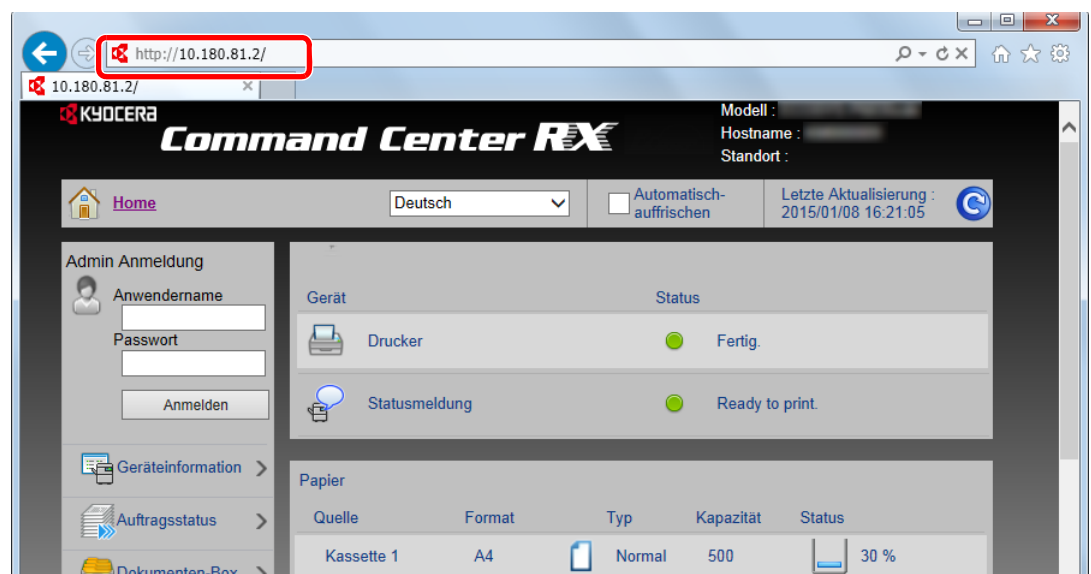 http://10.180.81.2/
10.180.81.2/
KYOCERA
Command Center RX
Modell :
Hostname :
Standort :
Home
Deutsch
Automatisch-
auffrischen
Letzte Aktualisierung :
2015/01/08 16:21:05
Admin Anmeldung
Anwendername
Passwort
Anmelden
Geräteinformation
Auftragsstatus
Dokumenten-Box
Gerät Status
Drucker Fertig.
Statusmeldung Ready to print.
Papier
Quelle Format Typ Kapazität Status
Kassette 1 A4 Normal 500 30 %